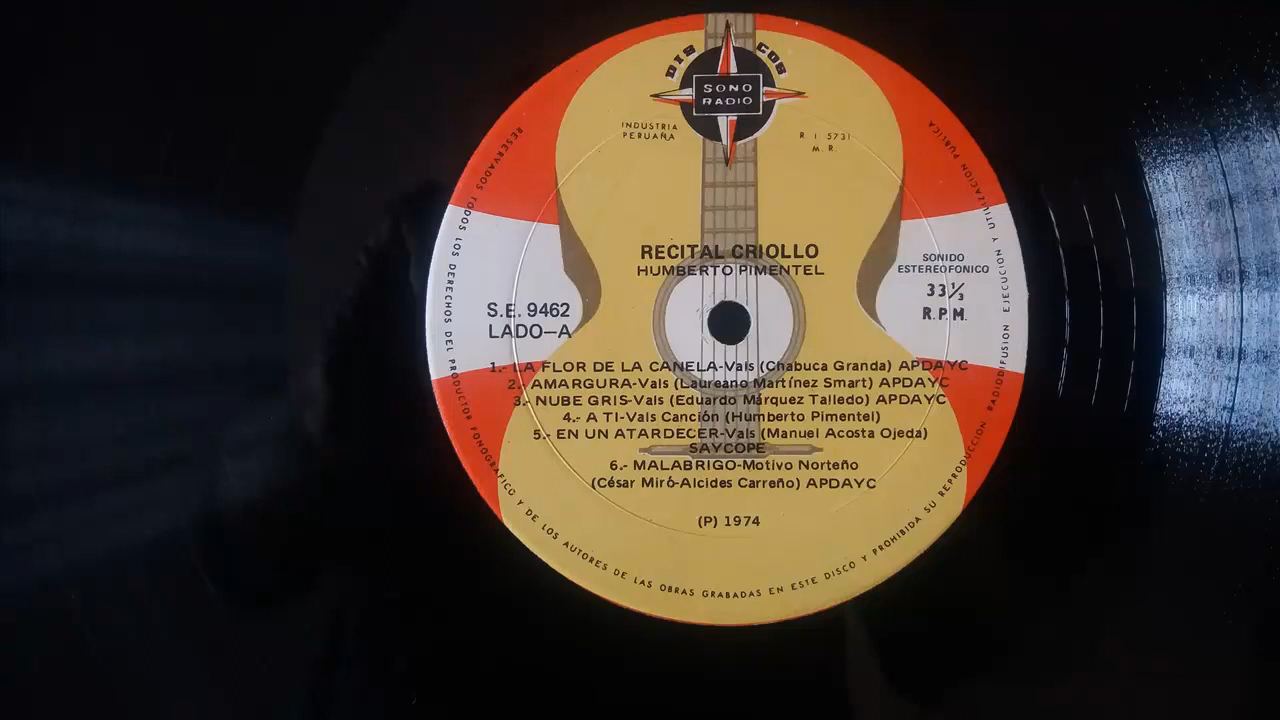 DISCOS
SONO
RADIO
INDUSTRIA
PERUANA
R I 5731
M. R.
RECITAL CRIOLLO
HUMBERTO PIMENTEL
SONIDO
ESTEREOFONICO
33⅓
R.P.M.
S.E. 9462
LADO-A
1.- LA FLOR DE LA CANELA-Vals (Chabuca Granda) APDAYC
2.- AMARGURA-Vals (Laureano Martínez Smart) APDAYC
3.- NUBE GRIS-Vals (Eduardo Márquez Talledo) APDAYC
4.- A TI-Vals Canción (Humberto Pimentel)
5.- EN UN ATARDECER-Vals (Manuel Acosta Ojeda)
SAYCOPE
6.- MALABRIGO-Motivo Norteño
(César Miró-Alcides Carreño) APDAYC
(P) 1974
RESERVADOS TODOS LOS DERECHOS DEL PRODUCTOR FONOGRAFICO Y DE LOS AUTORES DE LAS OBRAS GRABADAS EN ESTE DISCO Y PROHIBIDA SU REPRODUCCION RADIODIFUSION EJECUCION Y UTILIZACION PUBLICA